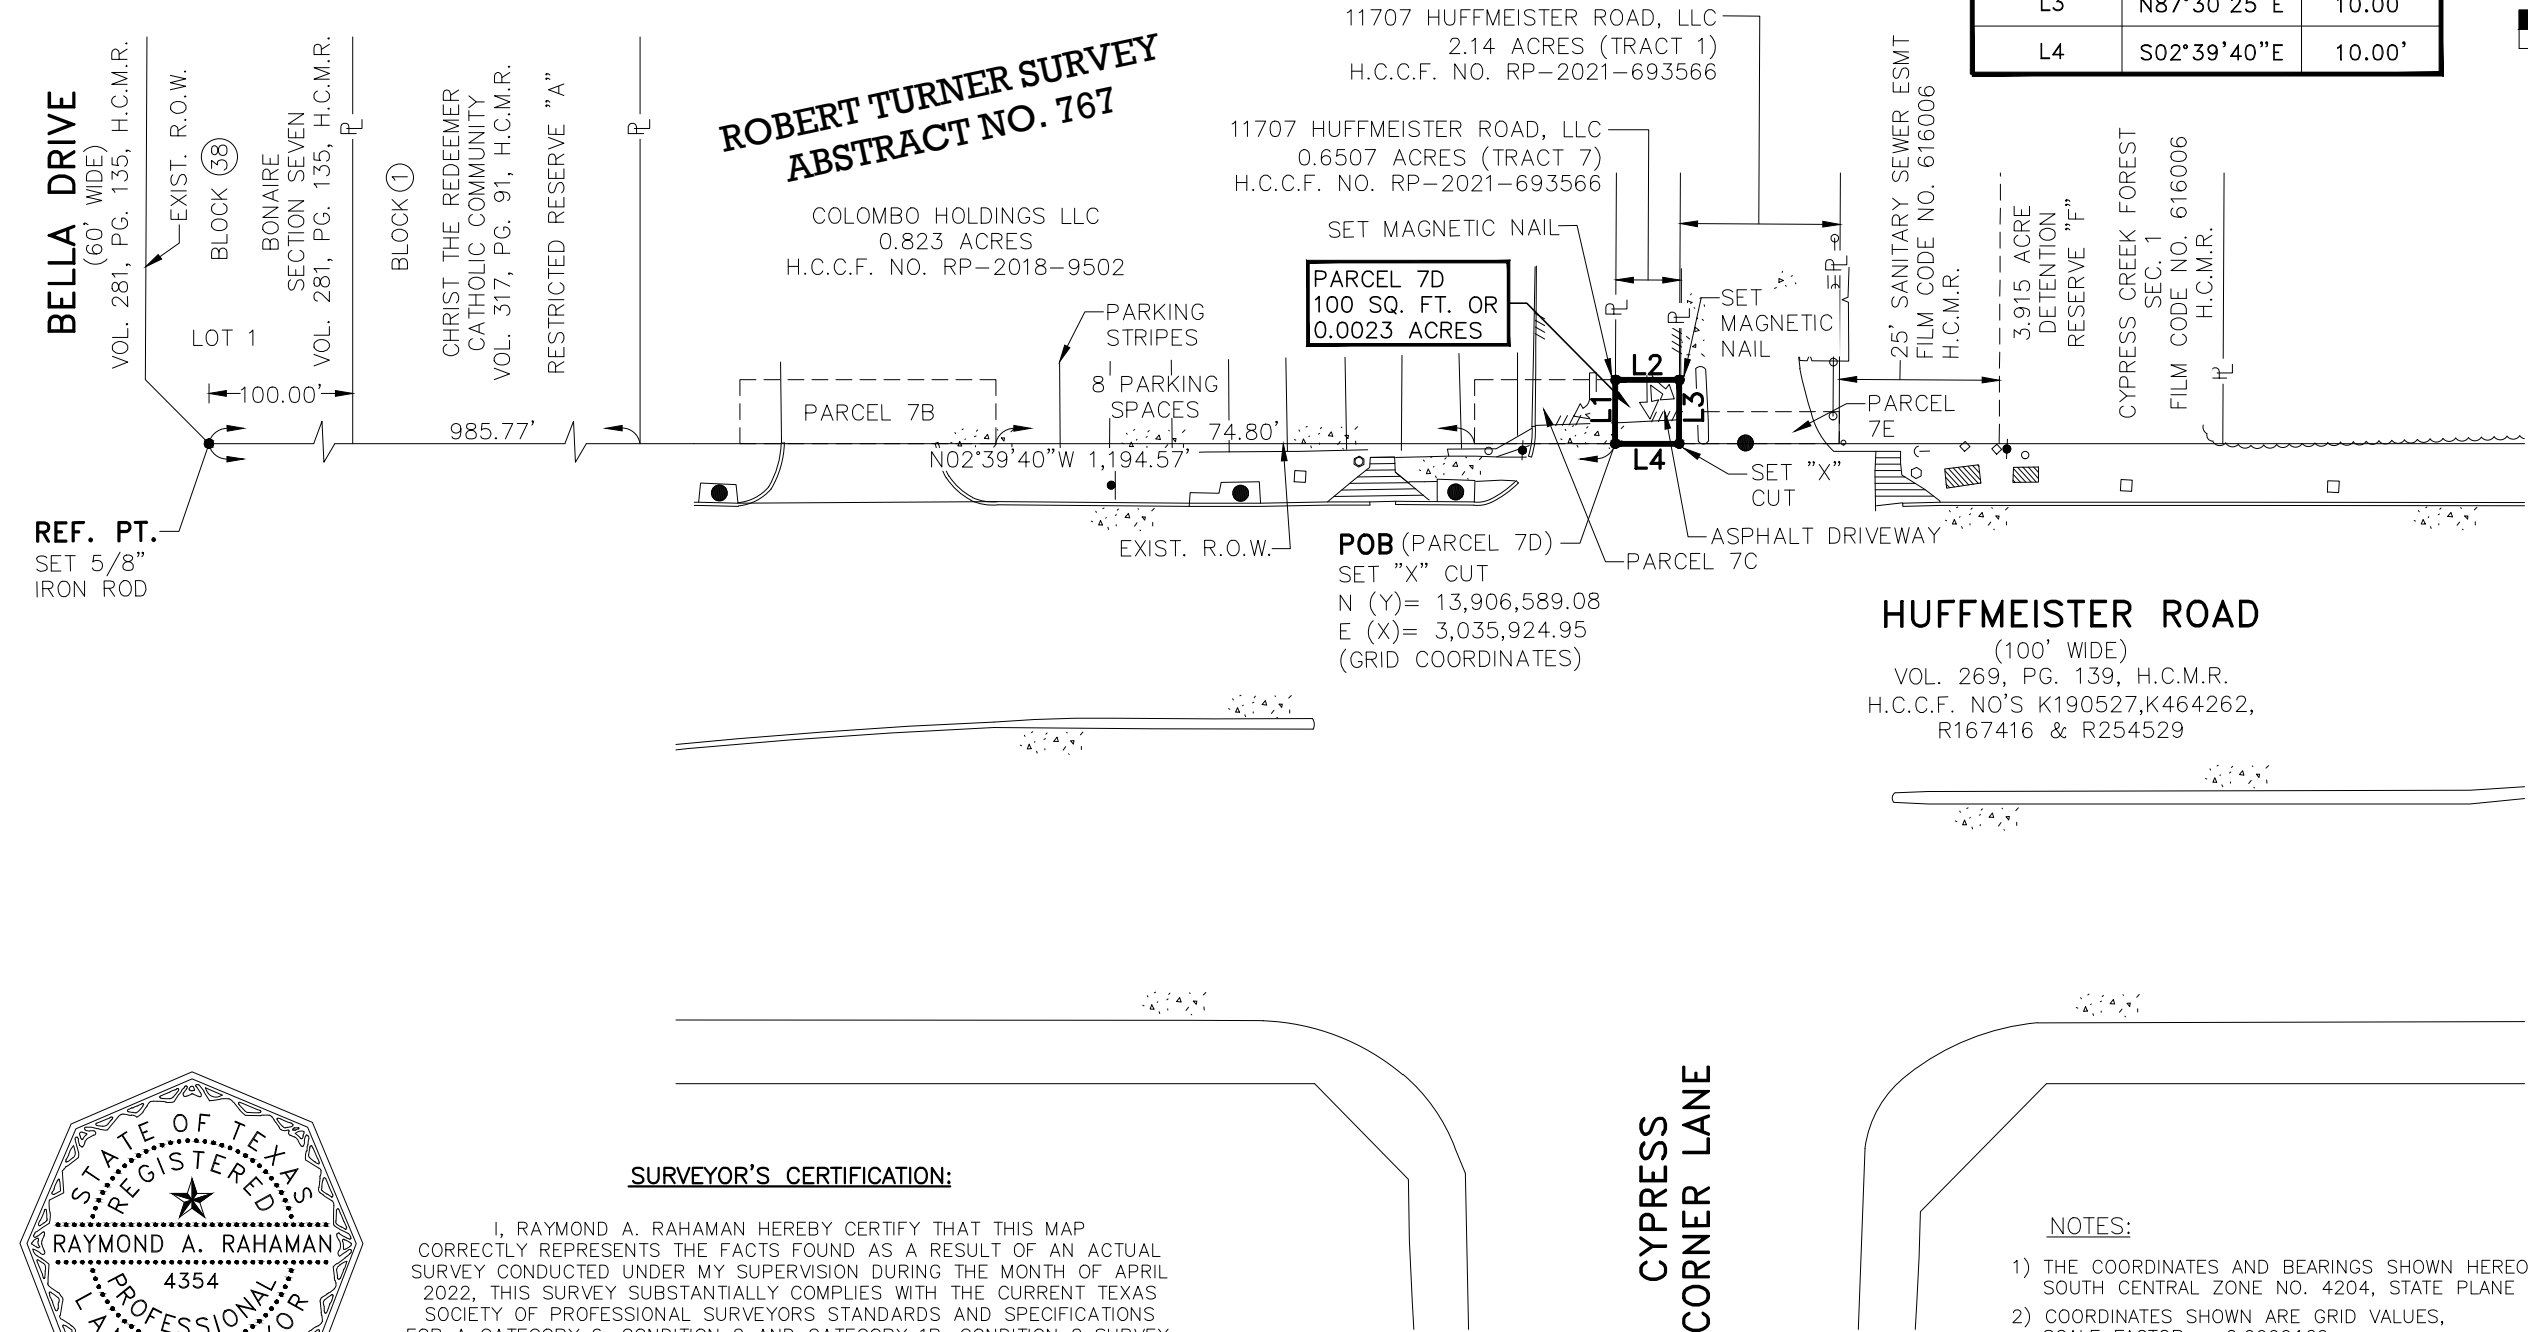 11707 HUFFMEISTER ROAD, LLC
2.14 ACRES (TRACT 1)
H.C.C.F. NO. RP-2021-693566
L3 N87°30'25"E 10.00'
L4 S02°39'40"E 10.00'
ROBERT TURNER SURVEY
ABSTRACT NO. 767
11707 HUFFMEISTER ROAD, LLC
0.6507 ACRES (TRACT 7)
H.C.C.F. NO. RP-2021-693566
BELLA DRIVE
(60' WIDE)
VOL. 281, PG. 135, H.C.M.R.
EXIST. R.O.W.
BLOCK 38
BONAIRE
SECTION SEVEN
VOL. 281, PG. 135, H.C.M.R.
PL
LOT 1
BLOCK 1
CHRIST THE REDEEMER
CATHOLIC COMMUNITY
VOL. 317, PG. 91, H.C.M.R.
RESTRICTED RESERVE "A"
PL
COLOMBO HOLDINGS LLC
0.823 ACRES
H.C.C.F. NO. RP-2018-9502
SET MAGNETIC NAIL
PARCEL 7D
100 SQ. FT. OR
0.0023 ACRES
PL
PL
PL
SET
MAGNETIC
NAIL
25' SANITARY SEWER ESMT
FILM CODE NO. 616006
H.C.M.R.
3.915 ACRE
DETENTION
RESERVE "F"
CYPRESS CREEK FOREST
SEC. 1
FILM CODE NO. 616006
H.C.M.R.
PL
PARKING
STRIPES
8 PARKING
SPACES
PARCEL 7B
L1
L2
L3
L4
PARCEL
7E
100.00'
985.77'
74.80'
N02°39'40"W 1,194.57'
SET "X"
CUT
REF. PT.
SET 5/8"
IRON ROD
EXIST. R.O.W.
POB (PARCEL 7D)
SET "X" CUT
N (Y)= 13,906,589.08
E (X)= 3,035,924.95
(GRID COORDINATES)
ASPHALT DRIVEWAY
PARCEL 7C
HUFFMEISTER ROAD
(100' WIDE)
VOL. 269, PG. 139, H.C.M.R.
H.C.C.F. NO'S K190527,K464262,
R167416 & R254529
CYPRESS
CORNER LANE
STATE OF TEXAS
REGISTERED
RAYMOND A. RAHAMAN
4354
PROFESSIONAL
SURVEYOR'S CERTIFICATION:
I, RAYMOND A. RAHAMAN HEREBY CERTIFY THAT THIS MAP
CORRECTLY REPRESENTS THE FACTS FOUND AS A RESULT OF AN ACTUAL
SURVEY CONDUCTED UNDER MY SUPERVISION DURING THE MONTH OF APRIL
2022, THIS SURVEY SUBSTANTIALLY COMPLIES WITH THE CURRENT TEXAS
SOCIETY OF PROFESSIONAL SURVEYORS STANDARDS AND SPECIFICATIONS
NOTES:
1) THE COORDINATES AND BEARINGS SHOWN HEREO
SOUTH CENTRAL ZONE NO. 4204, STATE PLANE
2) COORDINATES SHOWN ARE GRID VALUES,